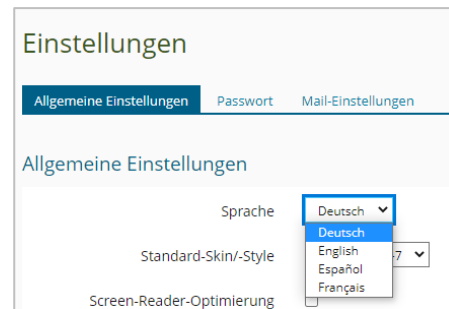 Einstellungen
Allgemeine Einstellungen Passwort Mail-Einstellungen
Allgemeine Einstellungen
Sprache Deutsch
Deutsch
Standard-Skin/-Style English -7
Español
Français
Screen-Reader-Optimierung